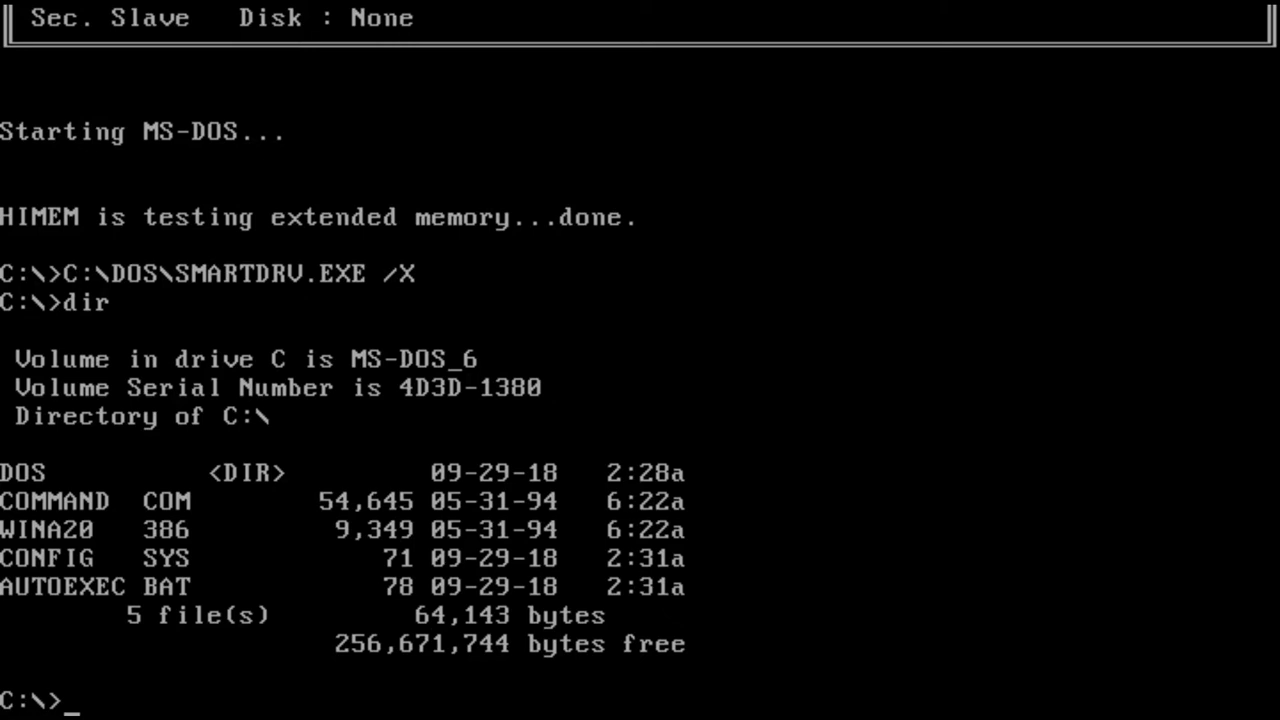 Sec. Slave   Disk : None
Starting MS-DOS...
HIMEM is testing extended memory...done.
C:\>C:\DOS\SMARTDRV.EXE /X
C:\>dir
 Volume in drive C is MS-DOS_6
 Volume Serial Number is 4D3D-1380
 Directory of C:\
DOS          <DIR>         09-29-18   2:28a
COMMAND  COM        54,645 05-31-94   6:22a
WINA20   386         9,349 05-31-94   6:22a
CONFIG   SYS            71 09-29-18   2:31a
AUTOEXEC BAT            78 09-29-18   2:31a
        5 file(s)         64,143 bytes
                     256,671,744 bytes free
C:\>_